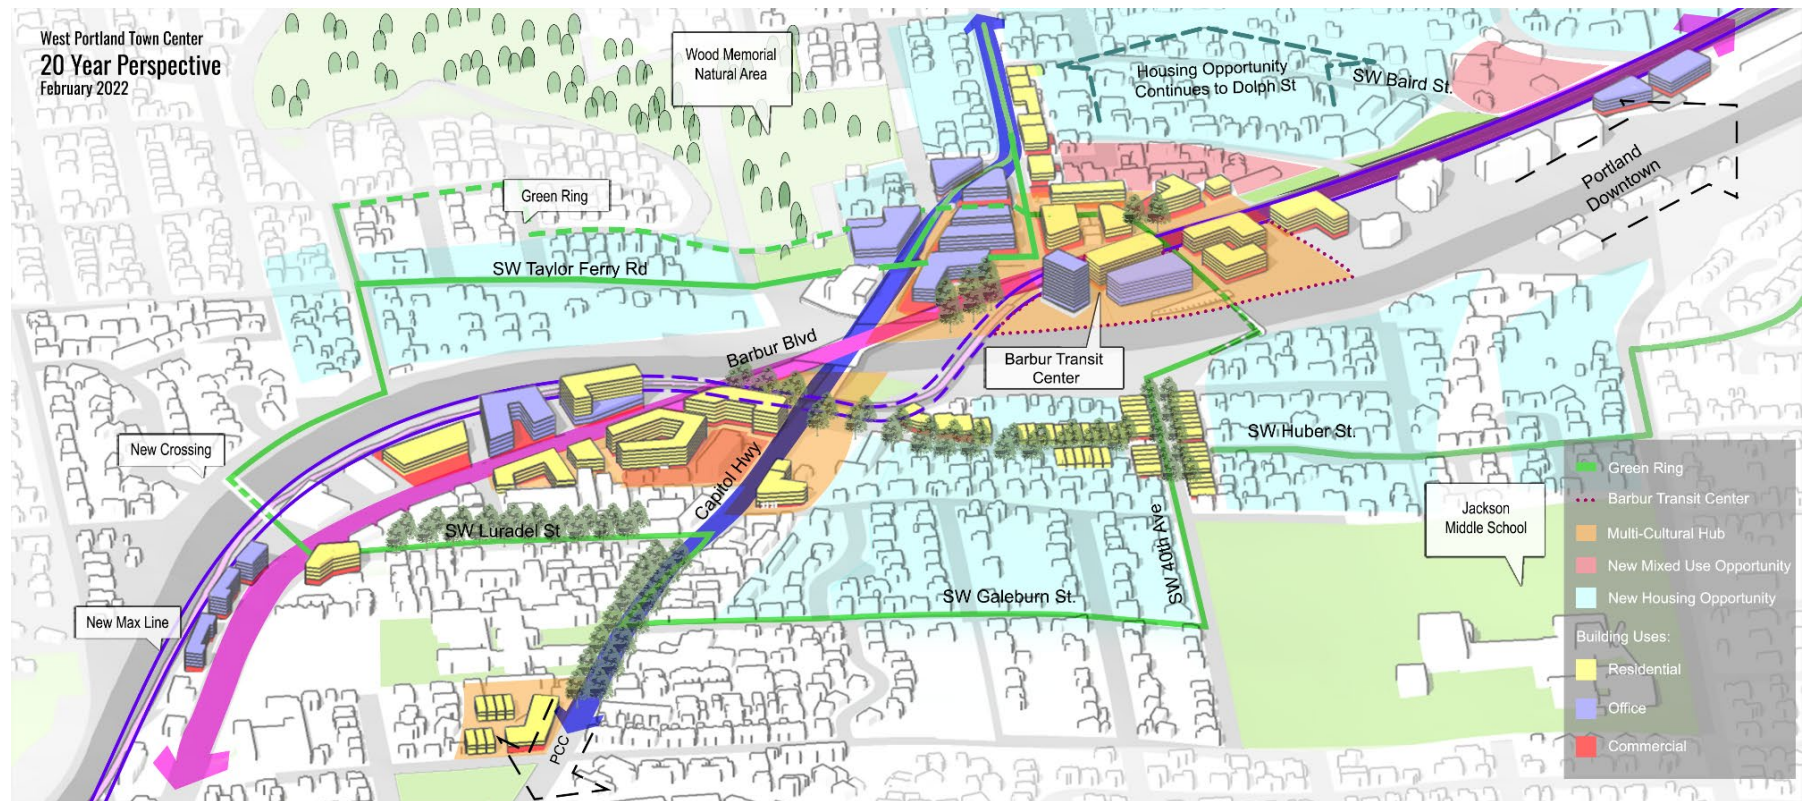 West Portland Town Center
20 Year Perspective
February 2022
Wood Memorial
Natural Area
Housing Opportunity
Continues to Dolph St
SW Baird St.
Green Ring
Portland
Downtown
SW Taylor Ferry Rd
Barbur Blvd
Barbur Transit
Center
New Crossing
Capitol Hwy
SW Huber St.
SW Luradel St
SW 40th Ave
Jackson
Middle School
SW Galeburn St.
New Max Line
PCC
Green Ring
Barbur Transit Center
Multi-Cultural Hub
New Mixed Use Opportunity
New Housing Opportunity
Building Uses:
Residential
Office
Commercial